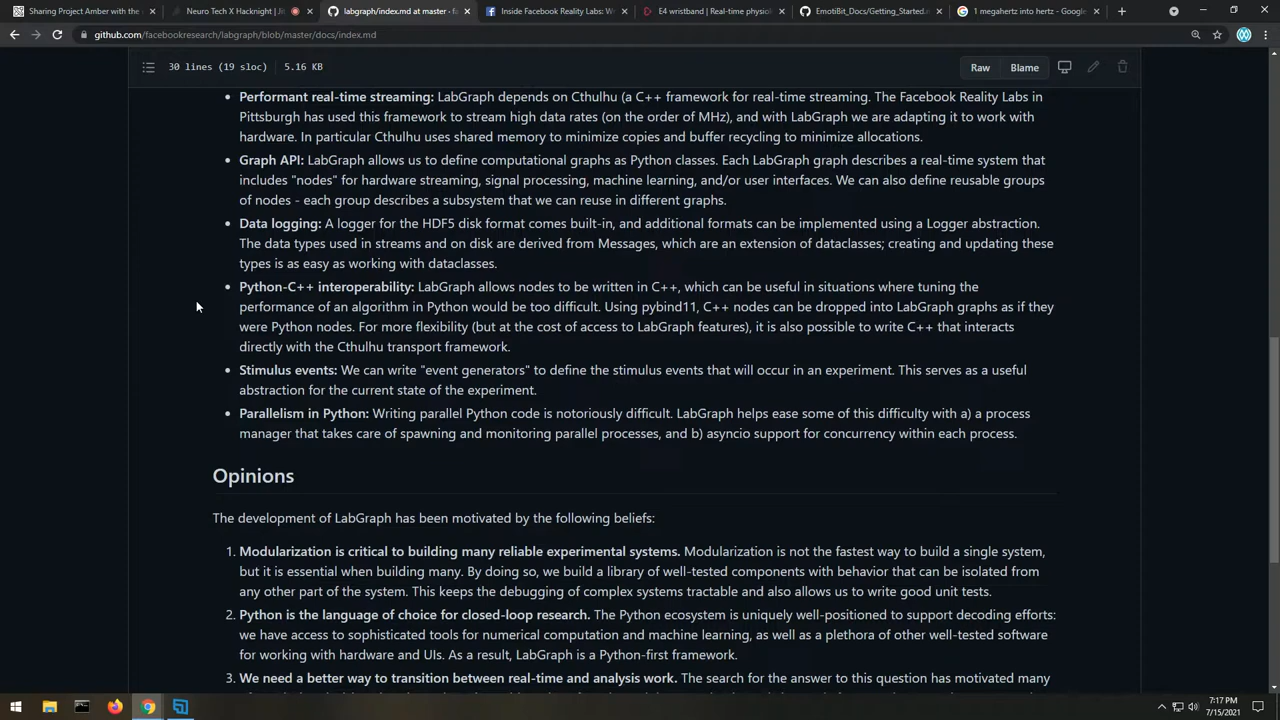 Sharing Project Amber with the
Neuro Tech X Hacknight | Jit
labgraph/index.md at master · fa
Inside Facebook Reality Labs: W
E4 wristband | Real-time physiol
EmotiBit_Docs/Getting_Started.m
1 megahertz into hertz - Google
github.com/facebookresearch/labgraph/blob/master/docs/index.md
30 lines (19 sloc) 5.16 KB
Raw Blame
• Performant real-time streaming: LabGraph depends on Cthulhu (a C++ framework for real-time streaming. The Facebook Reality Labs in
Pittsburgh has used this framework to stream high data rates (on the order of MHz), and with LabGraph we are adapting it to work with
hardware. In particular Cthulhu uses shared memory to minimize copies and buffer recycling to minimize allocations.
• Graph API: LabGraph allows us to define computational graphs as Python classes. Each LabGraph graph describes a real-time system that
includes "nodes" for hardware streaming, signal processing, machine learning, and/or user interfaces. We can also define reusable groups
of nodes - each group describes a subsystem that we can reuse in different graphs.
• Data logging: A logger for the HDF5 disk format comes built-in, and additional formats can be implemented using a Logger abstraction.
The data types used in streams and on disk are derived from Messages, which are an extension of dataclasses; creating and updating these
types is as easy as working with dataclasses.
• Python-C++ interoperability: LabGraph allows nodes to be written in C++, which can be useful in situations where tuning the
performance of an algorithm in Python would be too difficult. Using pybind11, C++ nodes can be dropped into LabGraph graphs as if they
were Python nodes. For more flexibility (but at the cost of access to LabGraph features), it is also possible to write C++ that interacts
directly with the Cthulhu transport framework.
• Stimulus events: We can write "event generators" to define the stimulus events that will occur in an experiment. This serves as a useful
abstraction for the current state of the experiment.
• Parallelism in Python: Writing parallel Python code is notoriously difficult. LabGraph helps ease some of this difficulty with a) a process
manager that takes care of spawning and monitoring parallel processes, and b) asyncio support for concurrency within each process.
Opinions
The development of LabGraph has been motivated by the following beliefs:
1. Modularization is critical to building many reliable experimental systems. Modularization is not the fastest way to build a single system,
but it is essential when building many. By doing so, we build a library of well-tested components with behavior that can be isolated from
any other part of the system. This keeps the debugging of complex systems tractable and also allows us to write good unit tests.
2. Python is the language of choice for closed-loop research. The Python ecosystem is uniquely well-positioned to support decoding efforts:
we have access to sophisticated tools for numerical computation and machine learning, as well as a plethora of other well-tested software
for working with hardware and UIs. As a result, LabGraph is a Python-first framework.
3. We need a better way to transition between real-time and analysis work. The search for the answer to this question has motivated many
7:17 PM
7/15/2021